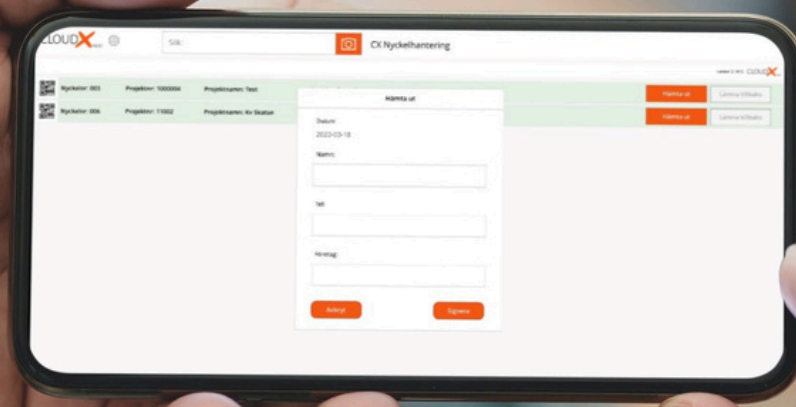 CLOUDX
Sök:
CX Nyckelhantering
CLOUDX
Nyckelnr: 003 Projektnr: 1000004 Projektnamn: Test Hämta ut Lämna tillbaka
Nyckelnr: 006 Projektnr: 11002 Projektnamn: Kv Skatan Hämta ut Lämna tillbaka
Hämta ut
Datum:
2022-03-18
Namn:
Tel:
Företag:
Avbryt Signera